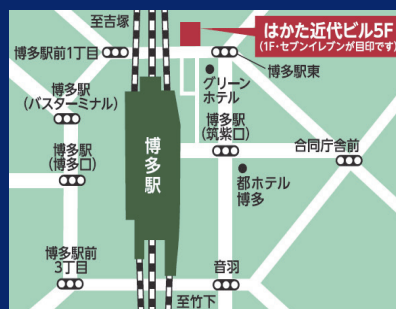 至吉塚
はかた近代ビル5F
(1F・セブンイレブンが目印です)
博多駅前1丁目
博多駅東
グリーン
ホテル
博多駅
(バスターミナル)
博多駅
(筑紫口)
博多駅
合同庁舎前
博多駅
(博多口)
都ホテル
博多
博多駅前
3丁目
音羽
至竹下